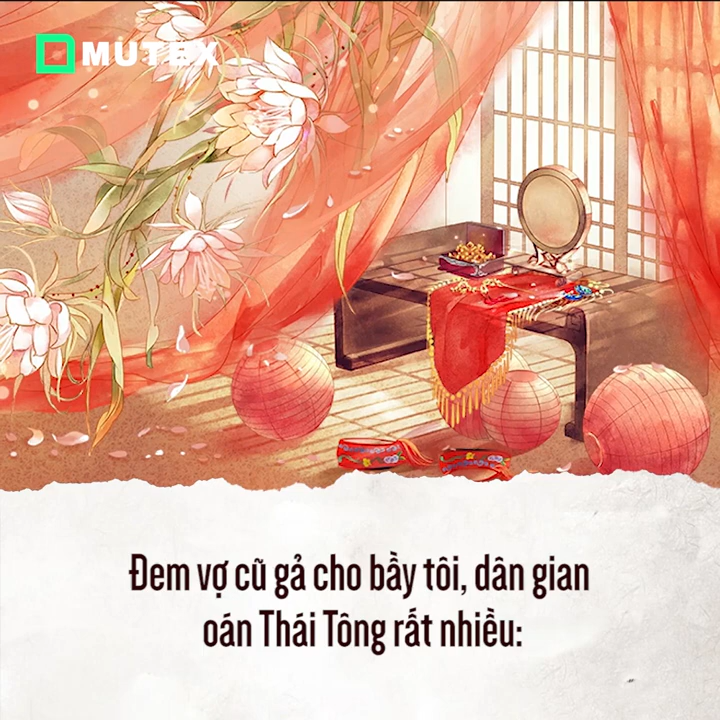 MUTEX
Đem vợ cũ gả cho bầy tôi, dân gian
oán Thái Tông rất nhiều: